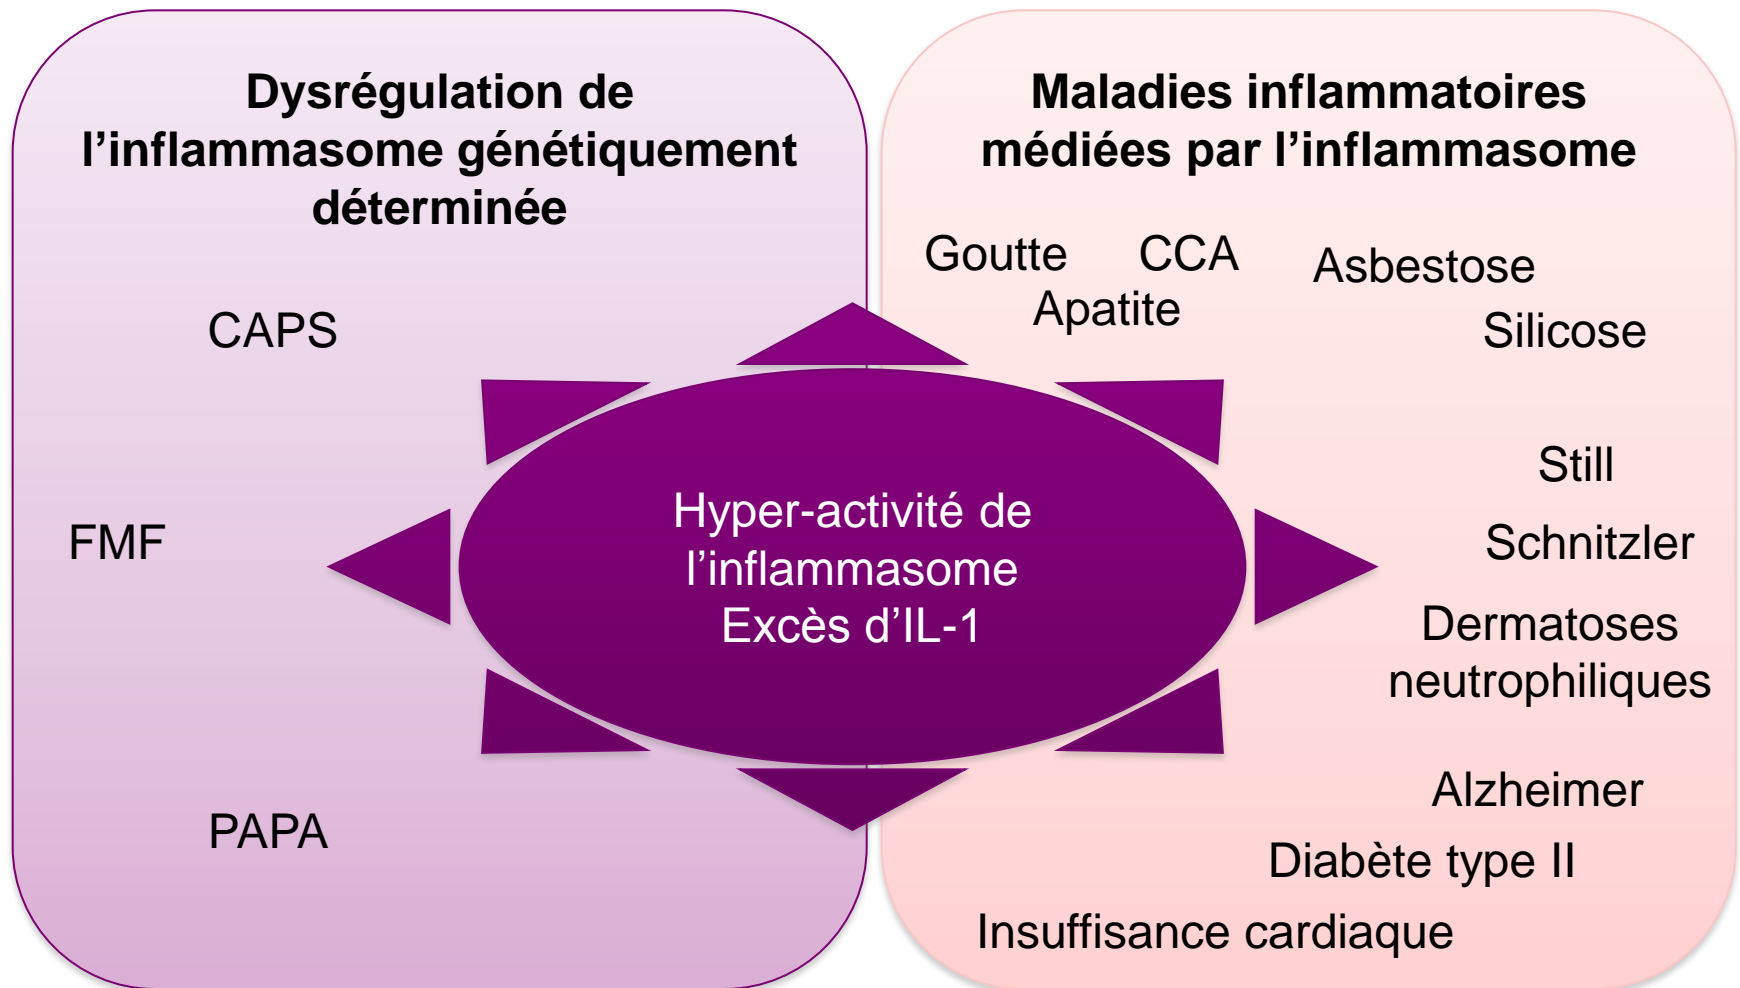 Dysrégulation de
l’inflammasome génétiquement
déterminée
CAPS
FMF
PAPA
Hyper-activité de
l’inflammasome
Excès d’IL-1
Maladies inflammatoires
médiées par l’inflammasome
Goutte
CCA
Apatite
Asbestose
Silicose
Still
Schnitzler
Dermatoses
neutrophiliques
Alzheimer
Diabète type II
Insuffisance cardiaque